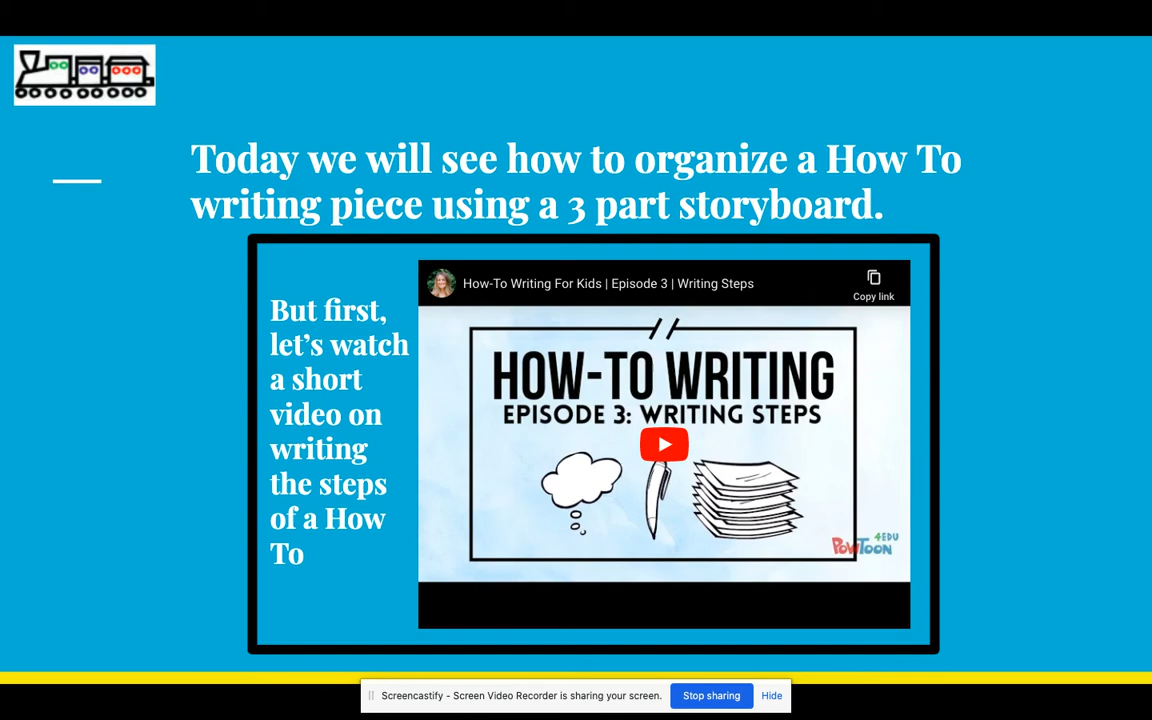 Today we will see how to organize a How To
writing piece using a 3 part storyboard.
But first,
let’s watch
a short
video on
writing
the steps
of a How
To
How-To Writing For Kids | Episode 3 | Writing Steps
Copy link
HOW-TO WRITING
EPISODE 3: WRITING STEPS
4EDU
POWTOON
Screencastify - Screen Video Recorder is sharing your screen.
Stop sharing
Hide